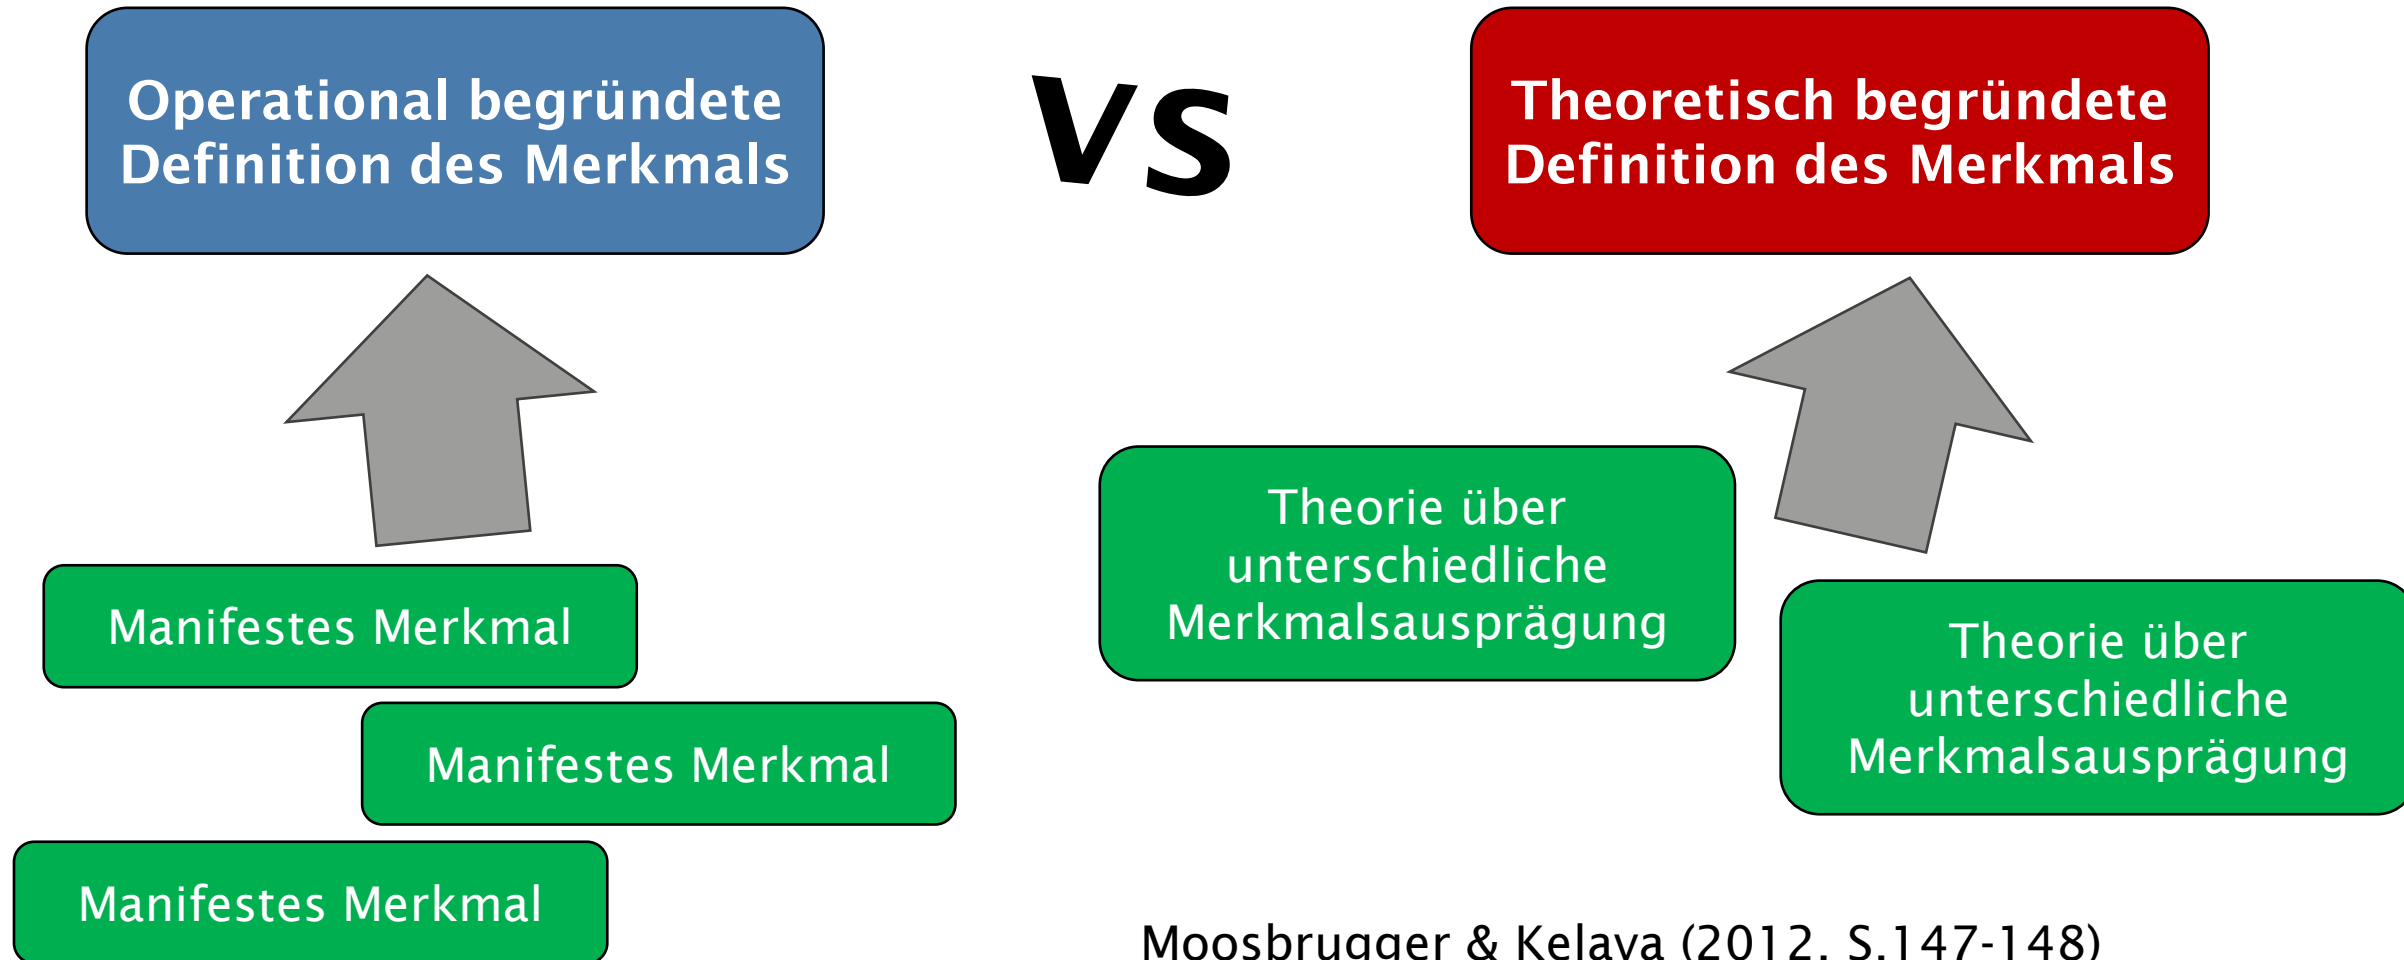 Operational begründete
Definition des Merkmals
VS
Theoretisch begründete
Definition des Merkmals
Manifestes Merkmal
Manifestes Merkmal
Manifestes Merkmal
Theorie über
unterschiedliche
Merkmalsausprägung
Theorie über
unterschiedliche
Merkmalsausprägung
Moosbrugger & Kelava (2012, S.147-148)